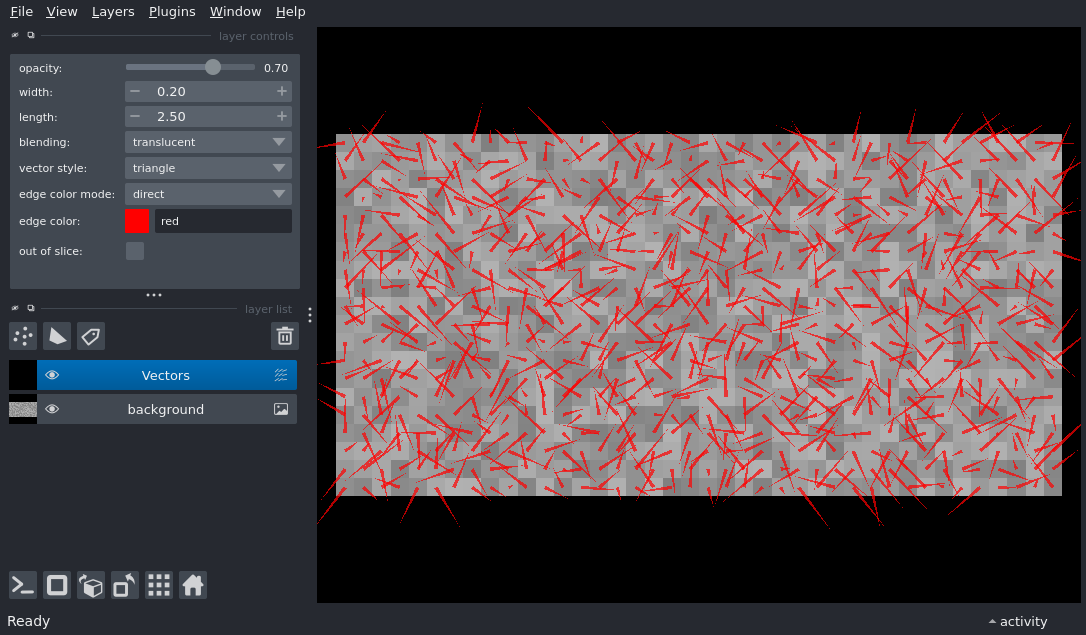 File View Layers Plugins Window Help
layer controls
opacity: 0.70
width: 0.20
length: 2.50
blending: translucent
vector style: triangle
edge color mode: direct
edge color: red
out of slice:
layer list
Vectors
background
Ready
activity